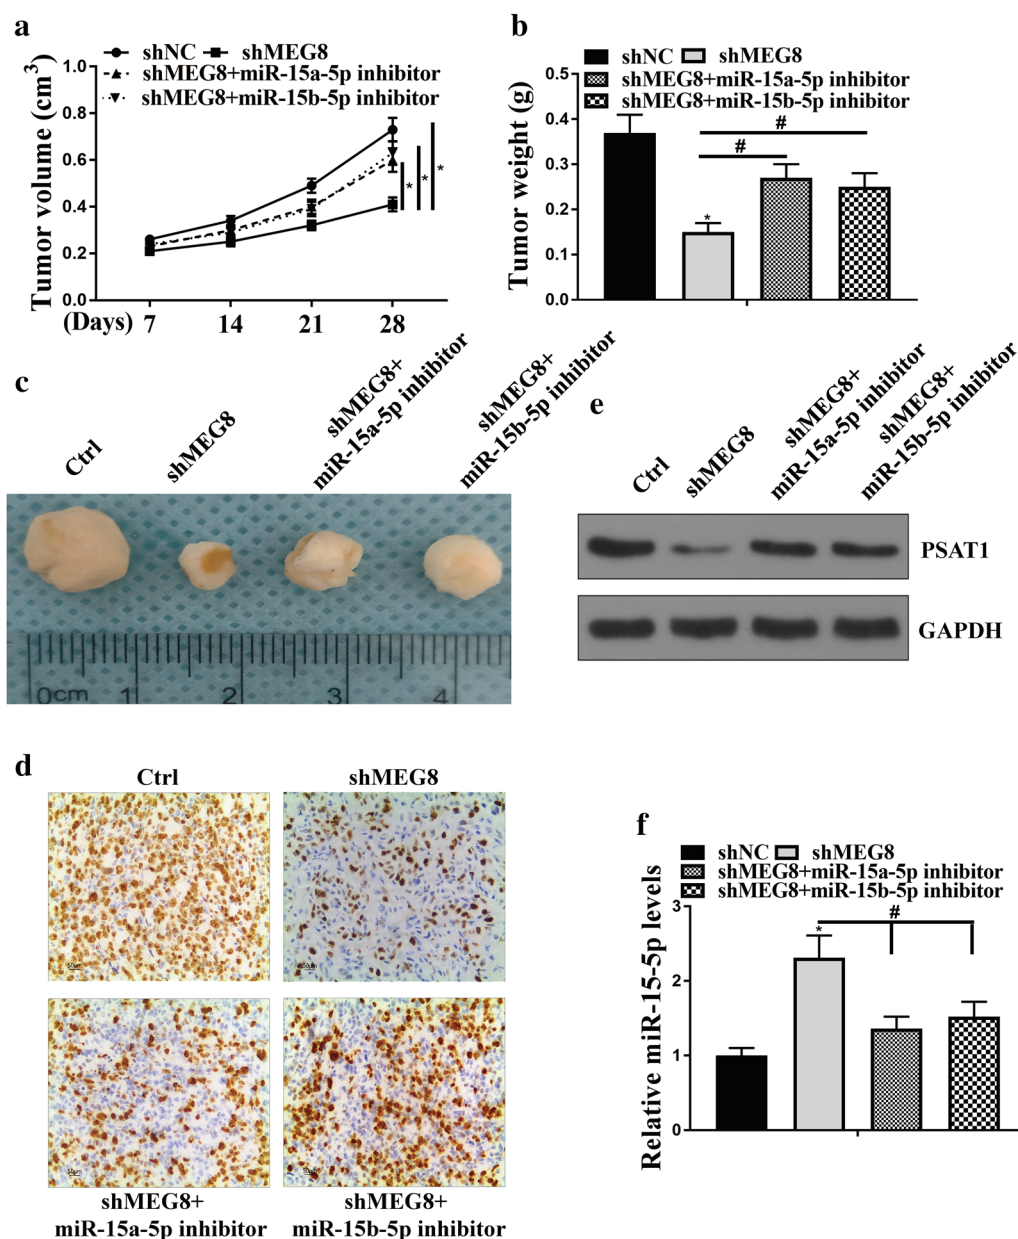 a
shNC shMEG8
shMEG8+miR-15a-5p inhibitor
shMEG8+miR-15b-5p inhibitor
Tumor volume (cm3)
1.0
0.8
0.6
0.4
0.2
0.0
*
*
*
(Days) 7 14 21 28
b
shNC shMEG8
shMEG8+miR-15a-5p inhibitor
shMEG8+miR-15b-5p inhibitor
Tumor weight (g)
0.5
0.4
0.3
0.2
0.1
0.0
#
#
*
c
Ctrl
shMEG8
shMEG8+
miR-15a-5p inhibitor
shMEG8+
miR-15b-5p inhibitor
0cm 1 2 3 4
e
Ctrl
shMEG8
shMEG8+
miR-15a-5p inhibitor
shMEG8+
miR-15b-5p inhibitor
PSAT1
GAPDH
d
Ctrl
shMEG8
50μm
50μm
50μm
50μm
shMEG8+
miR-15a-5p inhibitor
shMEG8+
miR-15b-5p inhibitor
f
shNC shMEG8
shMEG8+miR-15a-5p inhibitor
shMEG8+miR-15b-5p inhibitor
Relative miR-15-5p levels
3
2
1
0
#
*